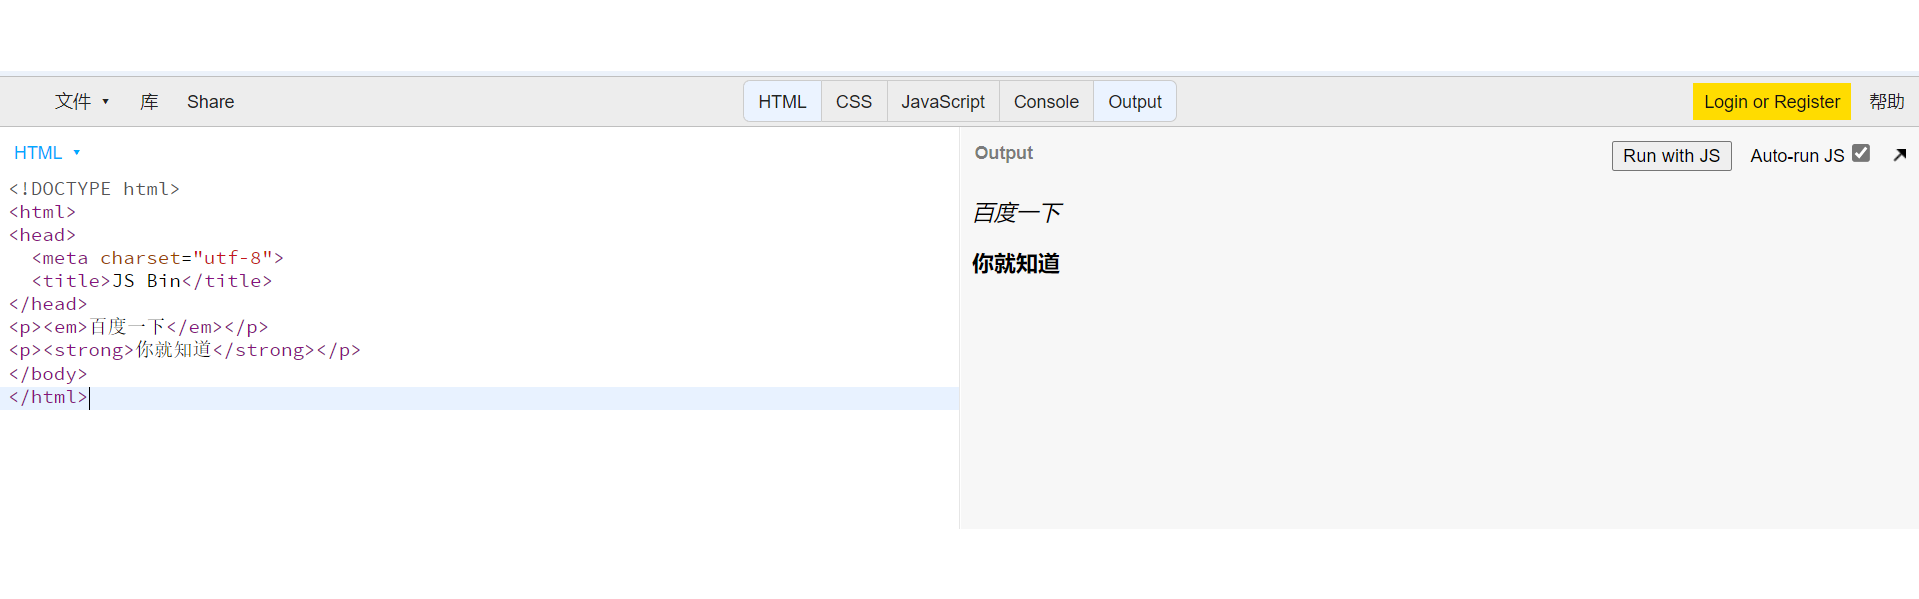 文件 ▾ 库 Share HTML CSS JavaScript Console Output Login or Register 帮助
HTML ▾
<!DOCTYPE html>
<html>
<head>
  <meta charset="utf-8">
  <title>JS Bin</title>
</head>
<p><em>百度一下</em></p>
<p><strong>你就知道</strong></p>
</body>
</html>
Output Run with JS Auto-run JS
百度一下
你就知道